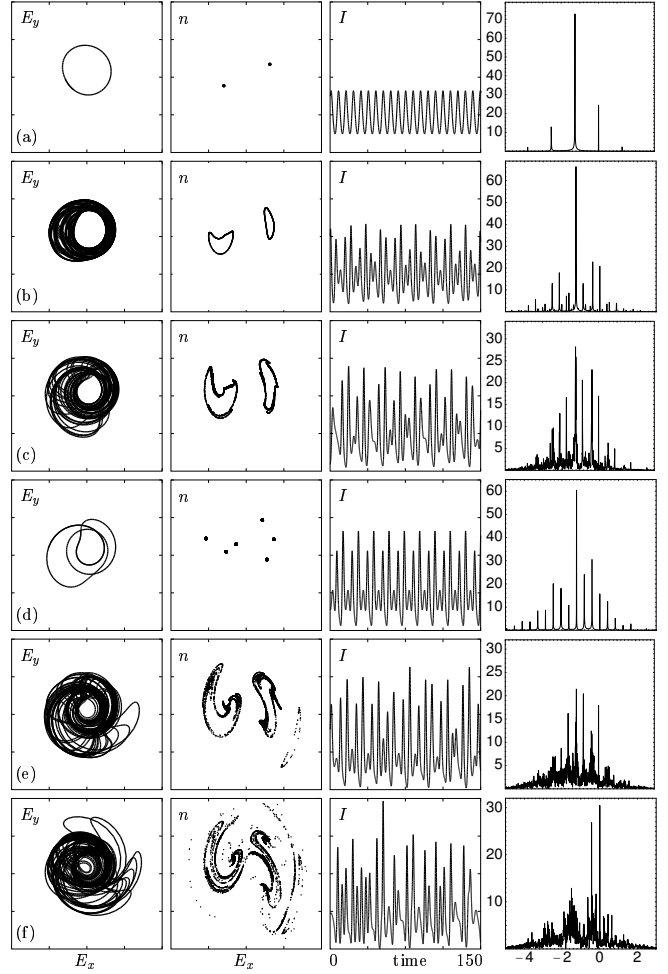 E_y n I 70 60 50 40 30 20 10
(a)
E_y n I 60 50 40 30 20 10
(b)
E_y n I 30 25 20 15 10 5
(c)
E_y n I 60 50 40 30 20 10
(d)
E_y n I 30 25 20 15 10 5
(e)
E_y n I 30 20 10
(f)
E_x E_x 0 time 150 −4 −2 0 2